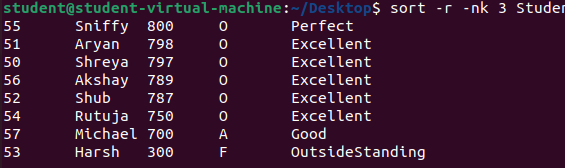 student@student-virtual-machine:~/Desktop$ sort -r -nk 3 Studen
55 Sniffy 800 O Perfect
51 Aryan 798 O Excellent
50 Shreya 797 O Excellent
56 Akshay 789 O Excellent
52 Shub 787 O Excellent
54 Rutuja 750 O Excellent
57 Michael 700 A Good
53 Harsh 300 F OutsideStanding